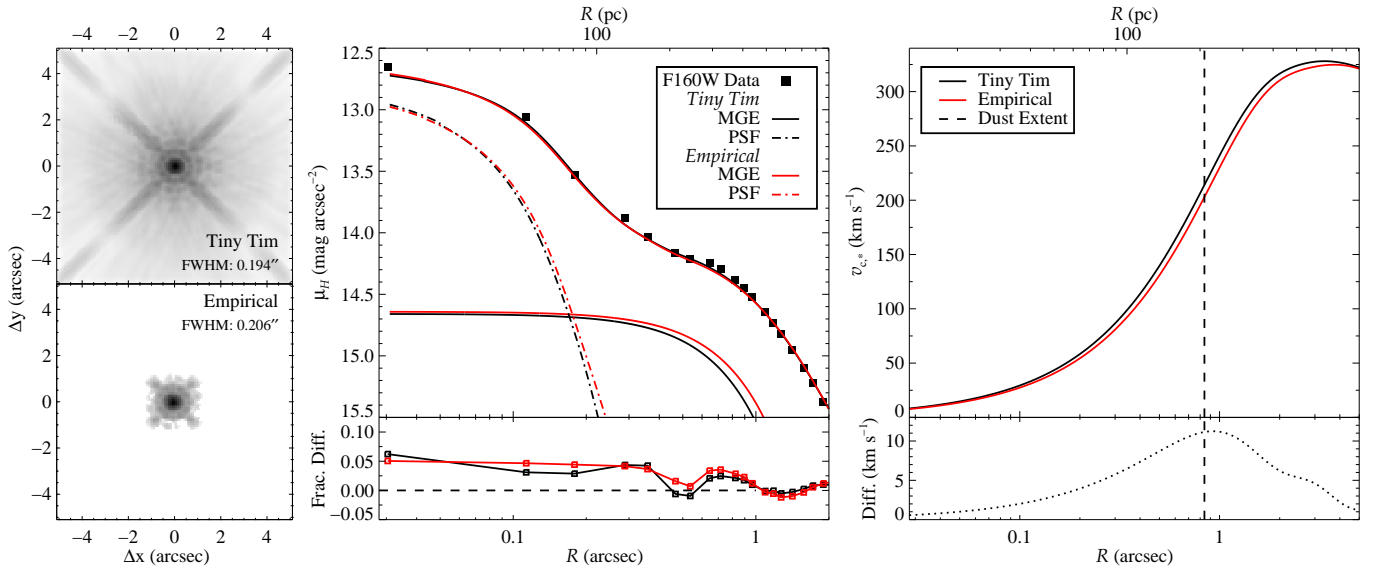 −4 −2 0 2 4
4
2
0
−2
−4
Tiny Tim
FWHM: 0.194″
4
2
0
−2
−4
Empirical
FWHM: 0.206″
−4 −2 0 2 4
Δx (arcsec)
Δy (arcsec)
R (pc)
100
12.5
13.0
13.5
14.0
14.5
15.0
15.5
μH (mag arcsec−2)
F160W Data
Tiny Tim
MGE
PSF
Empirical
MGE
PSF
0.10
0.05
0.00
−0.05
Frac. Diff.
0.1 1
R (arcsec)
R (pc)
100
300
250
200
150
100
50
0
vc,* (km s−1)
Tiny Tim
Empirical
Dust Extent
10
5
0
Diff. (km s−1)
0.1 1
R (arcsec)